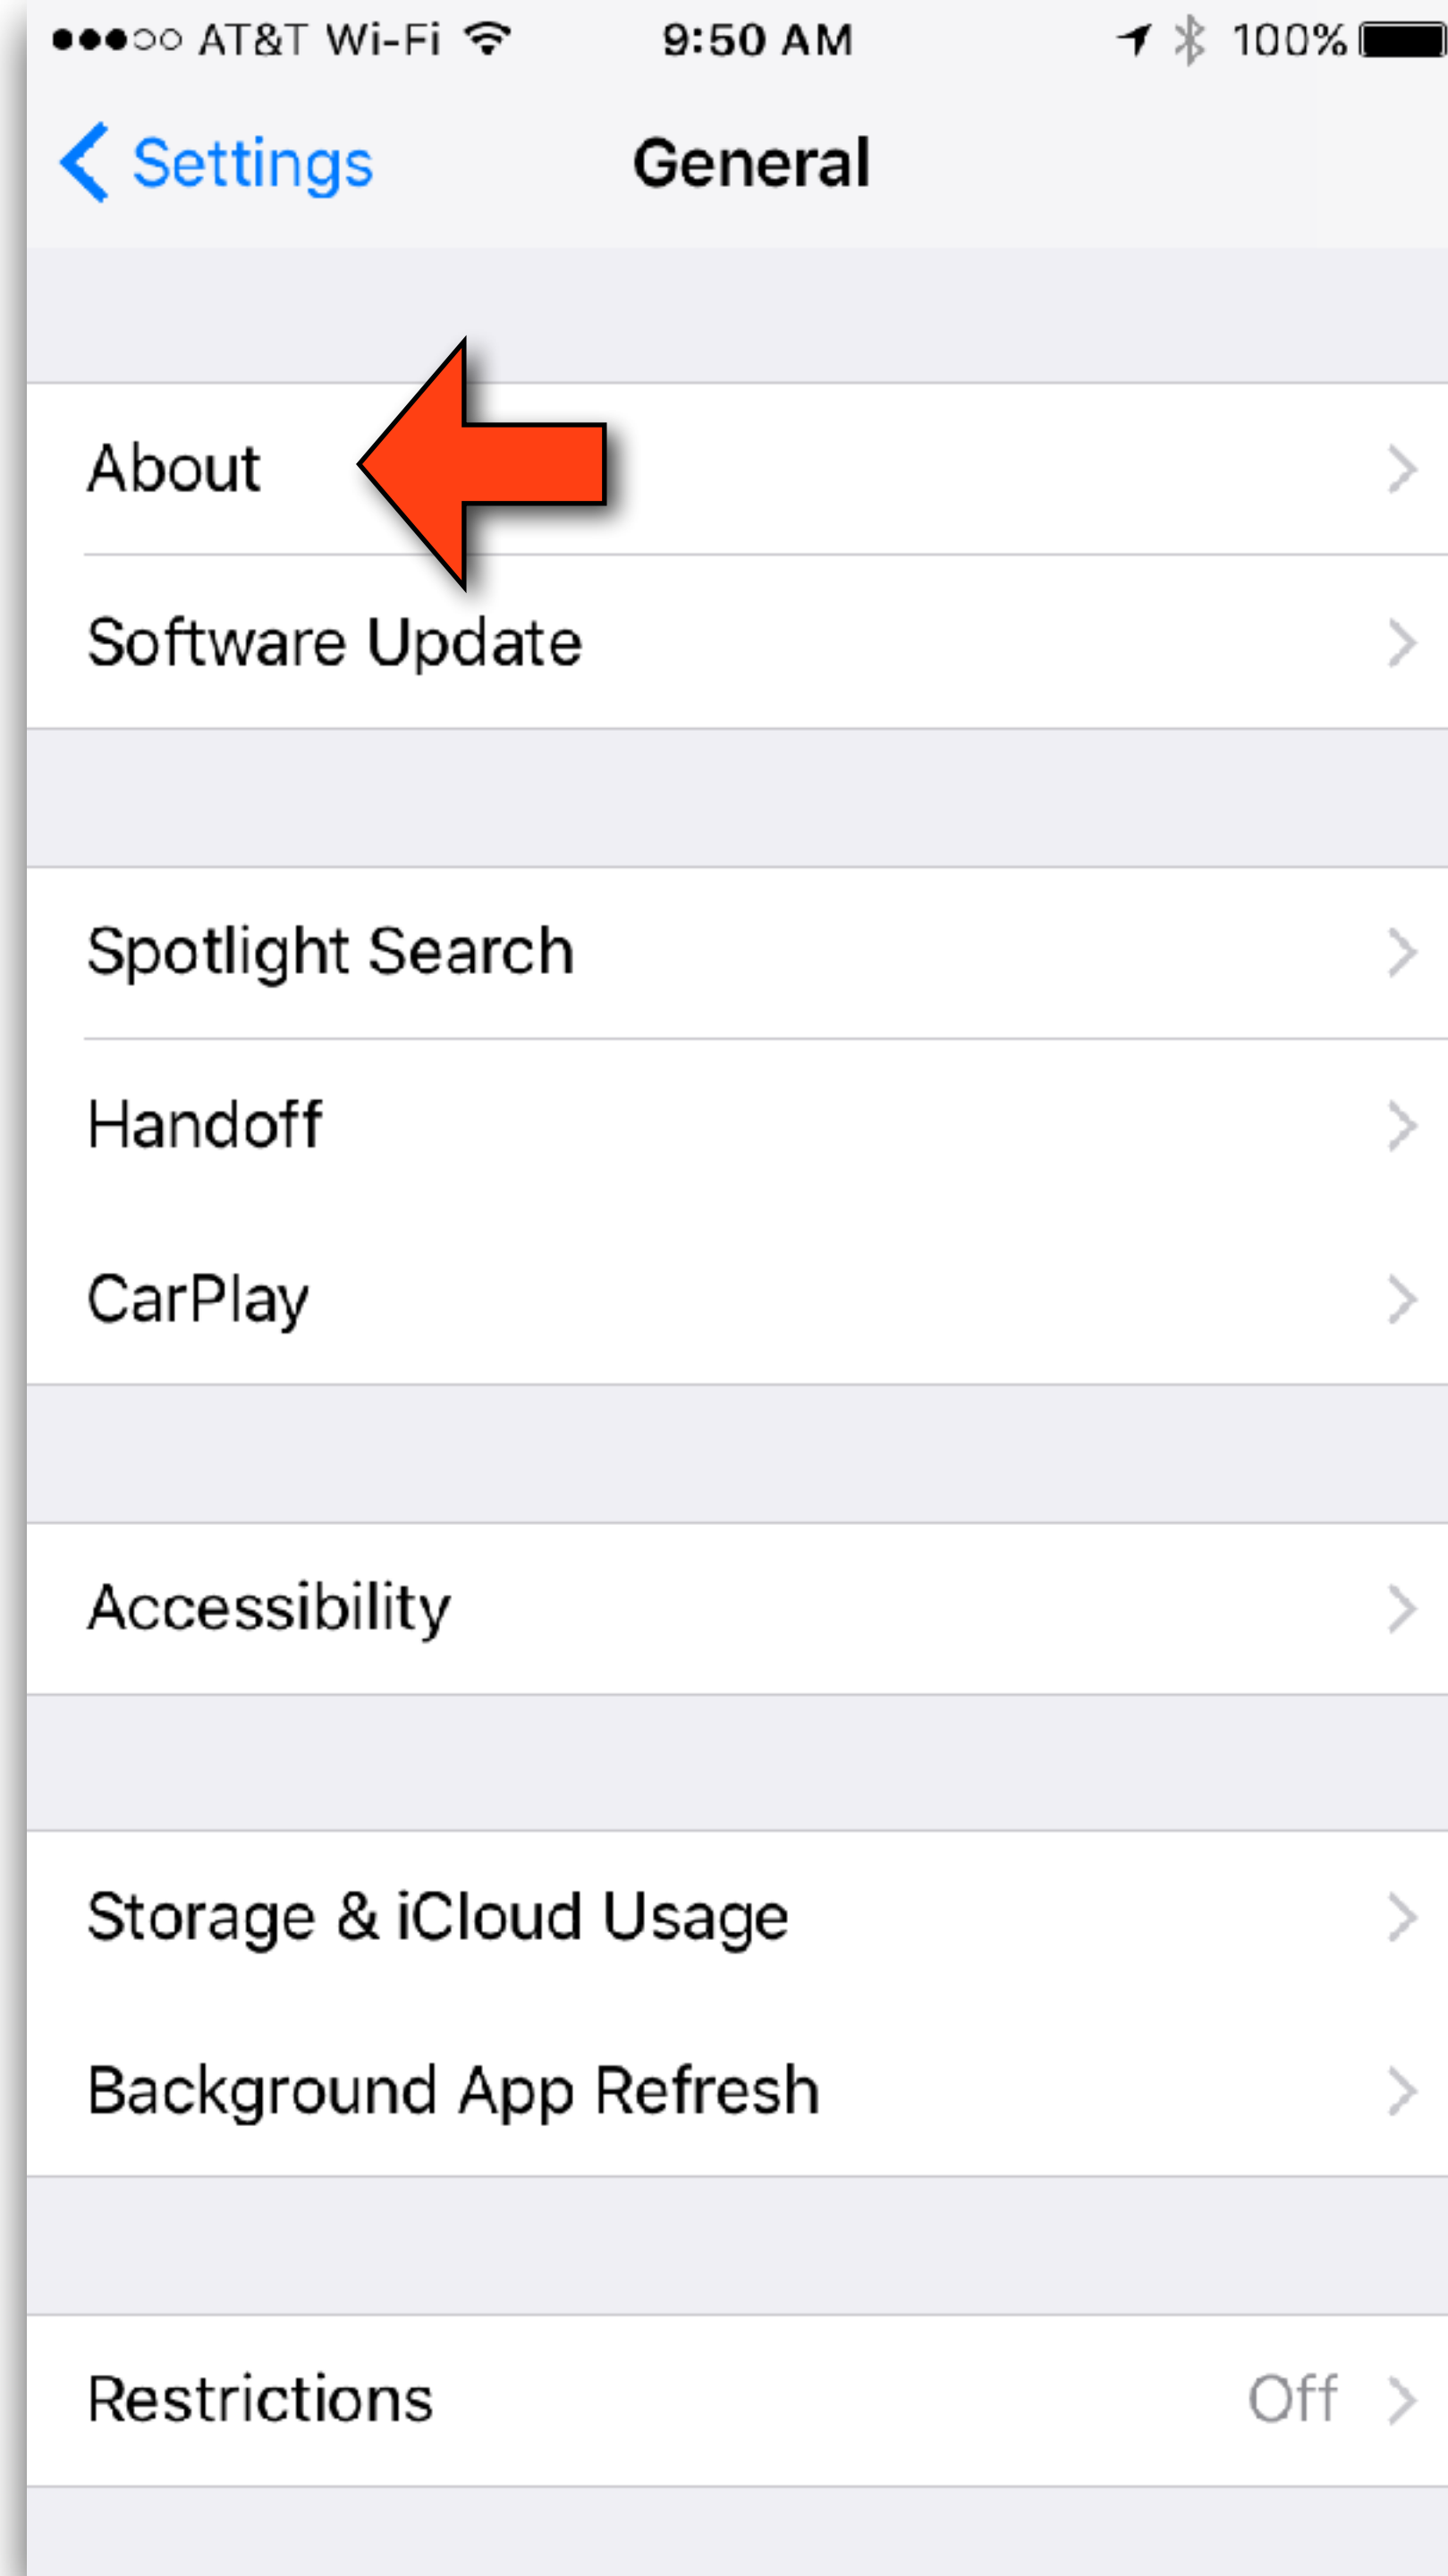 AT&T Wi-Fi 9:50 AM 100%
Settings General
About
Software Update
Spotlight Search
Handoff
CarPlay
Accessibility
Storage & iCloud Usage
Background App Refresh
Restrictions Off